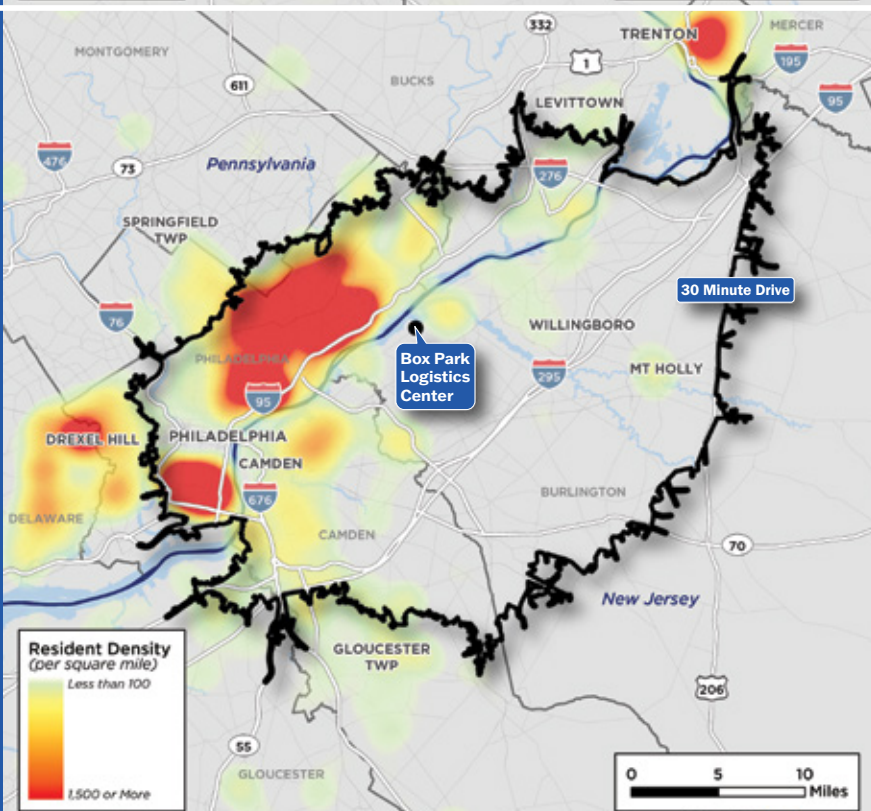 332
TRENTON
MERCER
MONTGOMERY
1
195
611
BUCKS
LEVITTOWN
95
476
73
Pennsylvania
276
SPRINGFIELD
TWP
30 Minute Drive
76
WILLINGBORO
PHILADELPHIA
Box Park
Logistics
Center
295
MT HOLLY
95
DREXEL HILL
PHILADELPHIA
CAMDEN
676
BURLINGTON
DELAWARE
CAMDEN
70
New Jersey
Resident Density
(per square mile)
Less than 100
1,500 or More
GLOUCESTER
TWP
206
55
GLOUCESTER
0 5 10
Miles